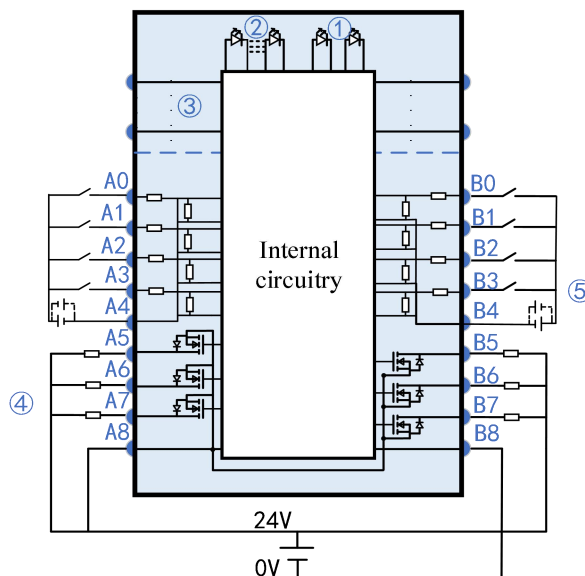 ② ①
③
A0 B0
A1 B1
A2 Internal B2
A3 circuitry B3
⑤
A4 B4
A5 B5
④ A6 B6
A7 B7
A8 B8
24V
0V